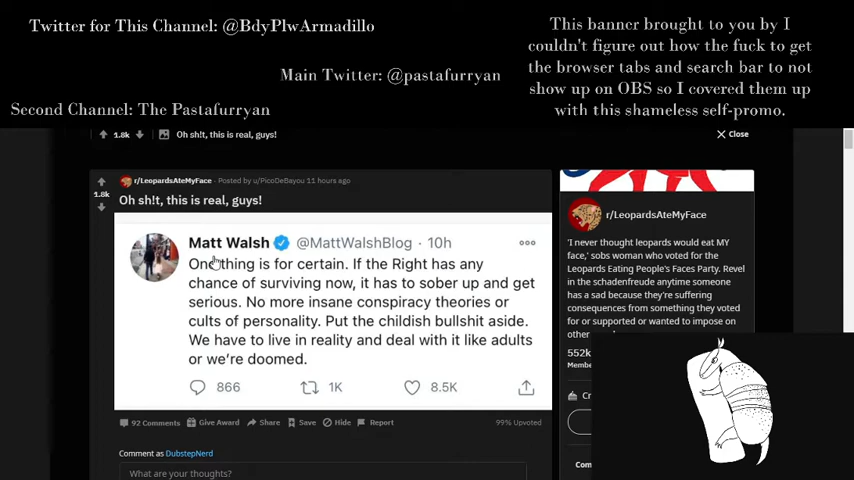 Twitter for This Channel: @BdyPlwArmadillo
Main Twitter: @pastafurryan
Second Channel: The Pastafurryan
This banner brought to you by I
couldn't figure out how the fuck to get
the browser tabs and search bar to not
show up on OBS so I covered them up
with this shameless self-promo.
1.8k
Oh sh!t, this is real, guys!
Close
r/LeopardsAteMyFace · Posted by u/PicoDeBayou 11 hours ago
1.8k
Oh sh!t, this is real, guys!
Matt Walsh @MattWalshBlog · 10h
One thing is for certain. If the Right has any
chance of surviving now, it has to sober up and get
serious. No more insane conspiracy theories or
cults of personality. Put the childish bullshit aside.
We have to live in reality and deal with it like adults
or we're doomed.
866
1K
8.5K
92 Comments Give Award Share Save Hide Report
99% Upvoted
Comment as DubstepNerd
What are your thoughts?
r/LeopardsAteMyFace
'I never thought leopards would eat MY
face,' sobs woman who voted for the
Leopards Eating People's Faces Party. Revel
in the schadenfreude anytime someone
has a sad because they're suffering
consequences from something they voted
for or supported or wanted to impose on
other
552k
Membe
Com